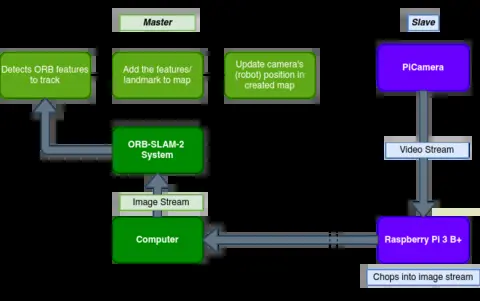 Master
Slave
Detects ORB features
to track
Add the features/
landmark to map
Update camera's
(robot) position in
created map
PiCamera
ORB-SLAM-2
System
Video Stream
Image Stream
Computer
Raspberry Pi 3 B+
Chops into image stream